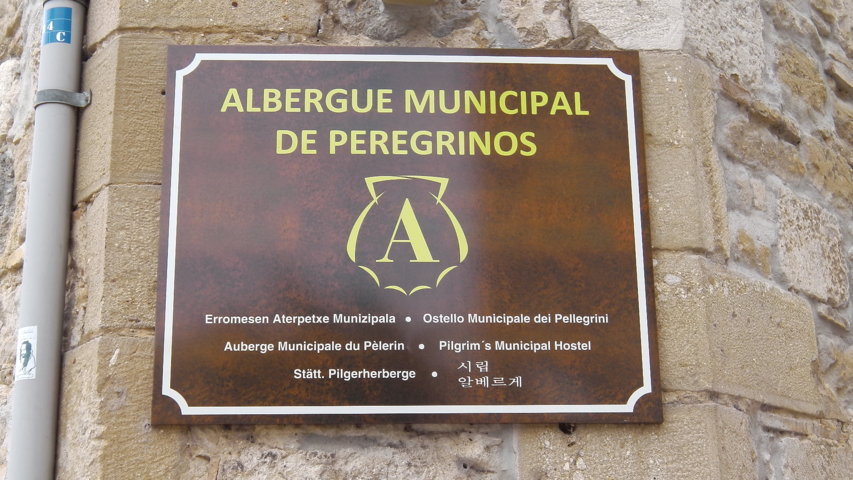 4
C
ALBERGUE MUNICIPAL
DE PEREGRINOS
A
Erromesen Aterpetxe Munizipala • Ostello Municipale dei Pellegrini
Auberge Municipale du Pèlerin • Pilgrim´s Municipal Hostel
Stätt. Pilgerherberge • 시립
알베르게